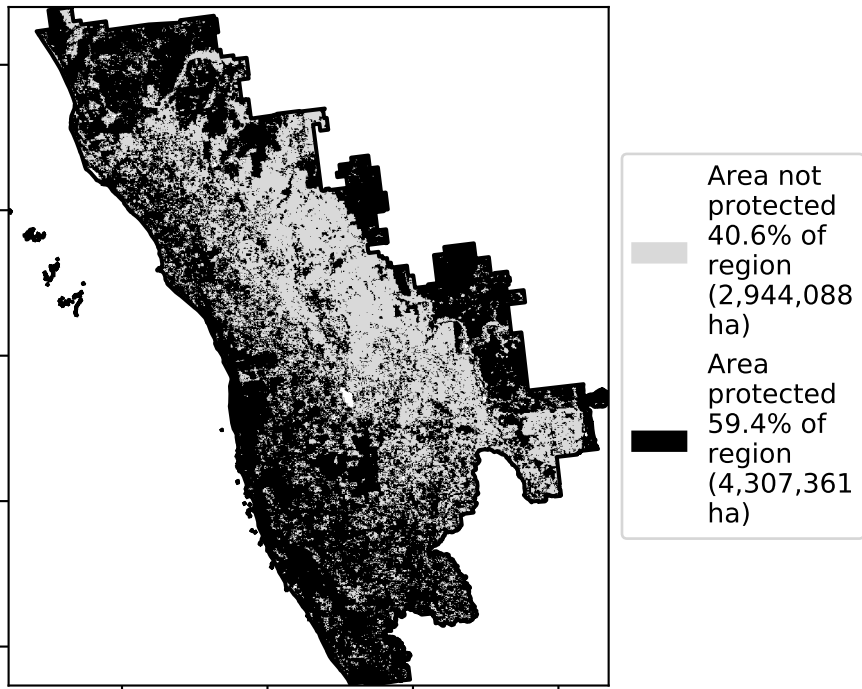 Area not
protected
40.6% of
region
(2,944,088
ha)
Area
protected
59.4% of
region
(4,307,361
ha)